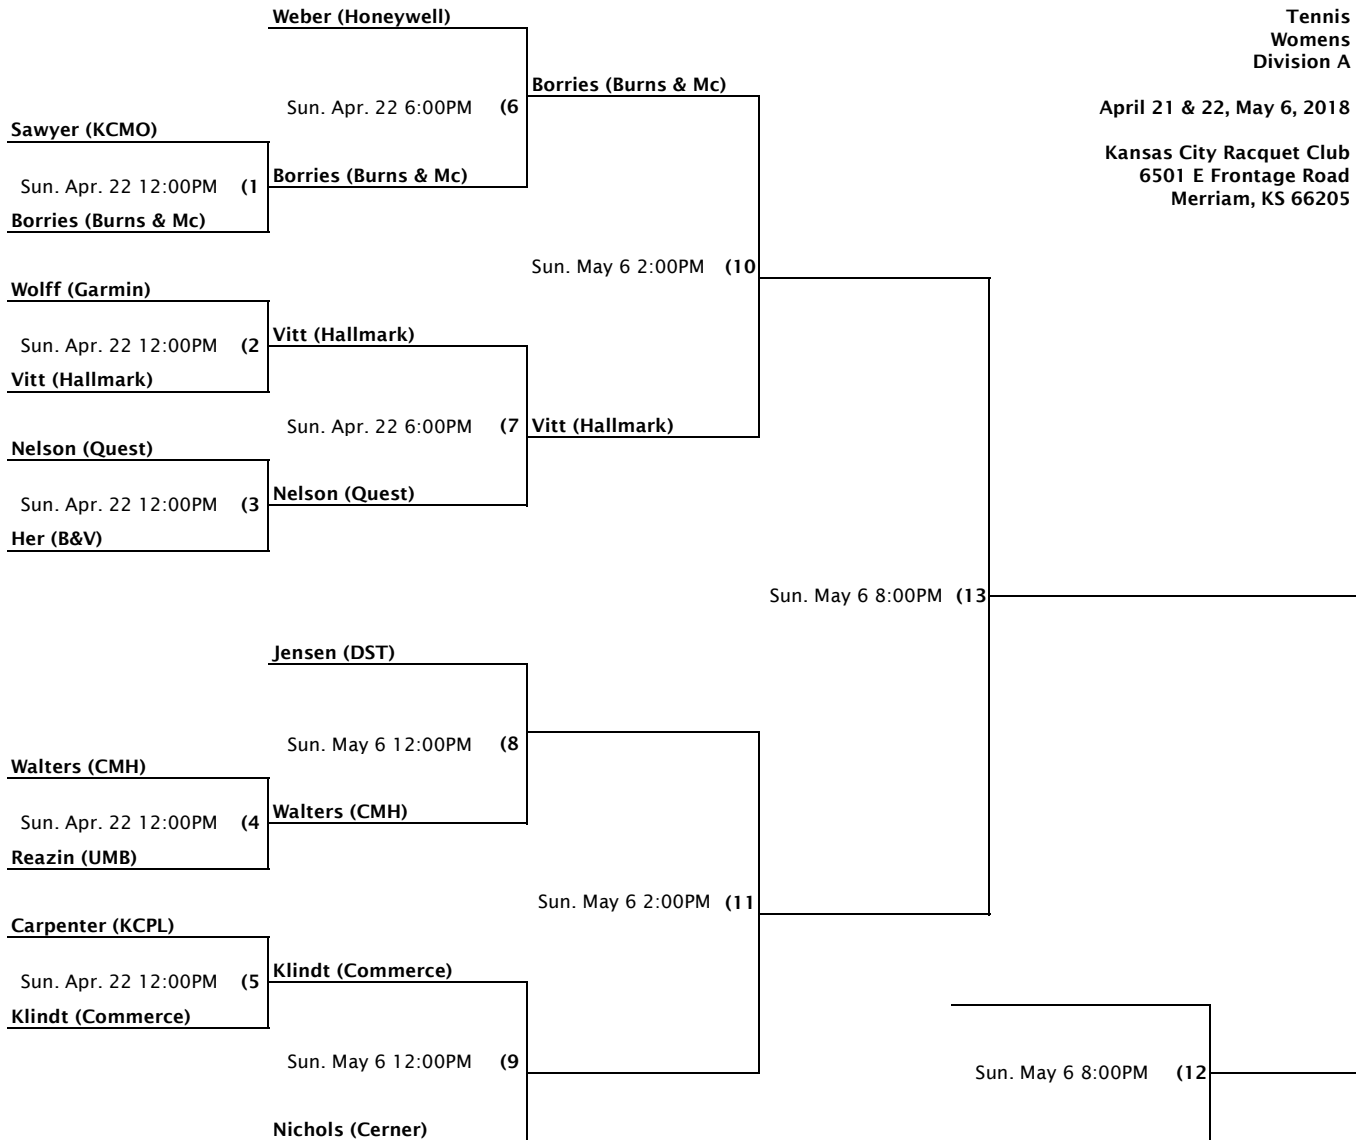 Weber (Honeywell)
Tennis
Womens
Division A
Borries (Burns & Mc)
Sun. Apr. 22 6:00PM (6
April 21 & 22, May 6, 2018
Sawyer (KCMO)
Kansas City Racquet Club
6501 E Frontage Road
Merriam, KS 66205
Sun. Apr. 22 12:00PM (1
Borries (Burns & Mc)
Borries (Burns & Mc)
Sun. May 6 2:00PM (10
Wolff (Garmin)
Vitt (Hallmark)
Sun. Apr. 22 12:00PM (2
Vitt (Hallmark)
Sun. Apr. 22 6:00PM (7
Vitt (Hallmark)
Nelson (Quest)
Nelson (Quest)
Sun. Apr. 22 12:00PM (3
Her (B&V)
Sun. May 6 8:00PM (13
Jensen (DST)
Sun. May 6 12:00PM (8
Walters (CMH)
Walters (CMH)
Sun. Apr. 22 12:00PM (4
Reazin (UMB)
Sun. May 6 2:00PM (11
Carpenter (KCPL)
Klindt (Commerce)
Sun. Apr. 22 12:00PM (5
Klindt (Commerce)
Sun. May 6 12:00PM (9
Sun. May 6 8:00PM (12
Nichols (Cerner)